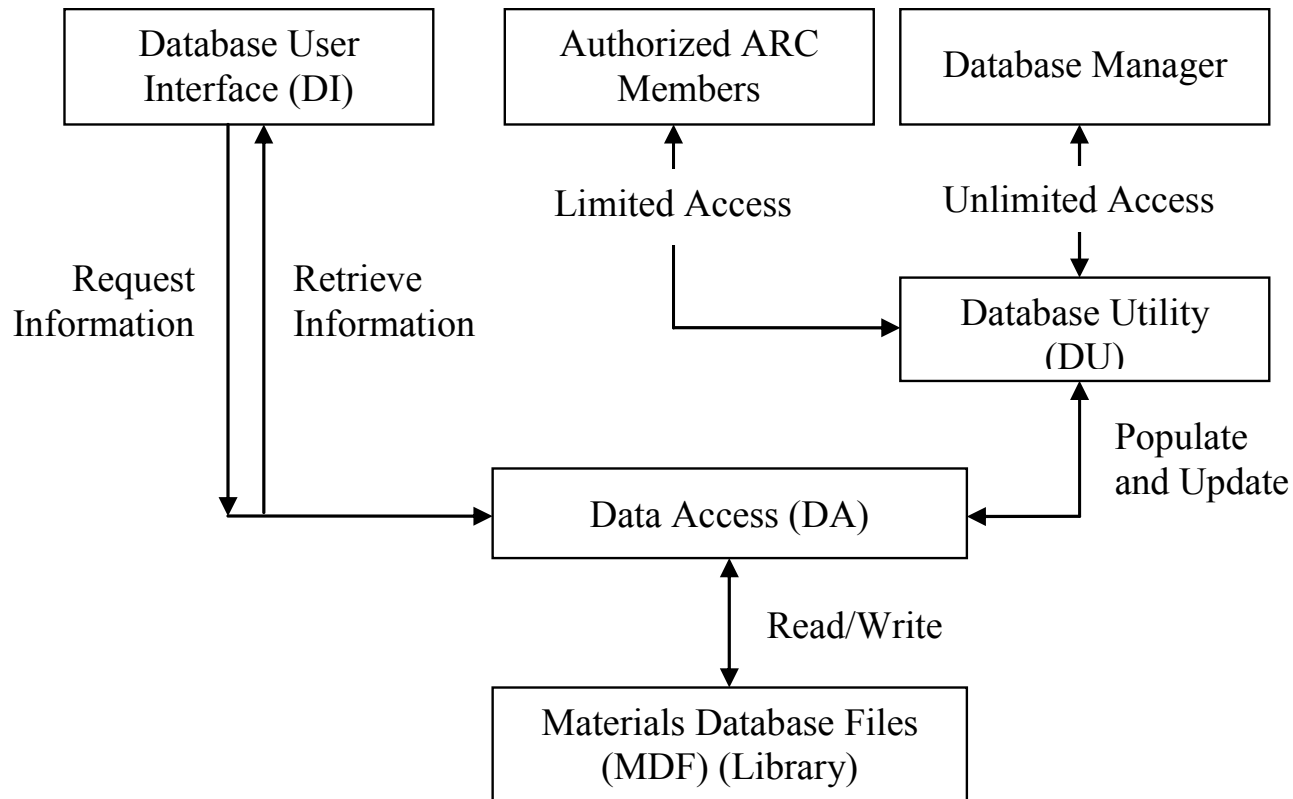 Database User
Interface (DI)
Authorized ARC
Members
Database Manager
Limited Access
Unlimited Access
Request
Information
Retrieve
Information
Database Utility
(DU)
Populate
and Update
Data Access (DA)
Read/Write
Materials Database Files
(MDF) (Library)